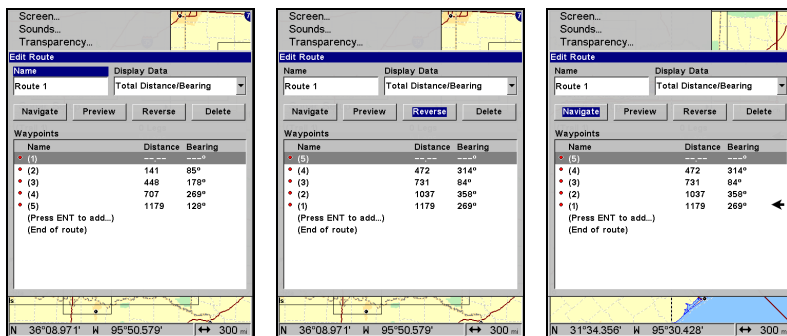 Screen...
Sounds...
Transparency...
Edit Route
Name Display Data
Route 1 Total Distance/Bearing
Navigate Preview Reverse Delete
Waypoints
Name Distance Bearing
(1) --.-- ---°
(2) 141 85°
(3) 448 178°
(4) 707 269°
(5) 1179 128°
(Press ENT to add...)
(End of route)
is
N 36°08.971' W 95°50.579' 300 mi
Screen...
Sounds...
Transparency...
Edit Route
Name Display Data
Route 1 Total Distance/Bearing
Navigate Preview Reverse Delete
Waypoints
Name Distance Bearing
(5) --.-- ---°
(4) 472 314°
(3) 731 84°
(2) 1037 359°
(1) 1179 269°
(Press ENT to add...)
(End of route)
N 36°08.971' W 95°50.579' 300 mi
Screen...
Sounds...
Transparency...
Edit Route
Name Display Data
Route 1 Total Distance/Bearing
Navigate Preview Reverse Delete
Waypoints
Name Distance Bearing
(5) --.-- ---°
(4) 472 314°
(3) 731 84°
(2) 1037 358°
(1) 1179 269°
(Press ENT to add...)
(End of route)
N 31°34.356' W 95°30.428' 300 mi